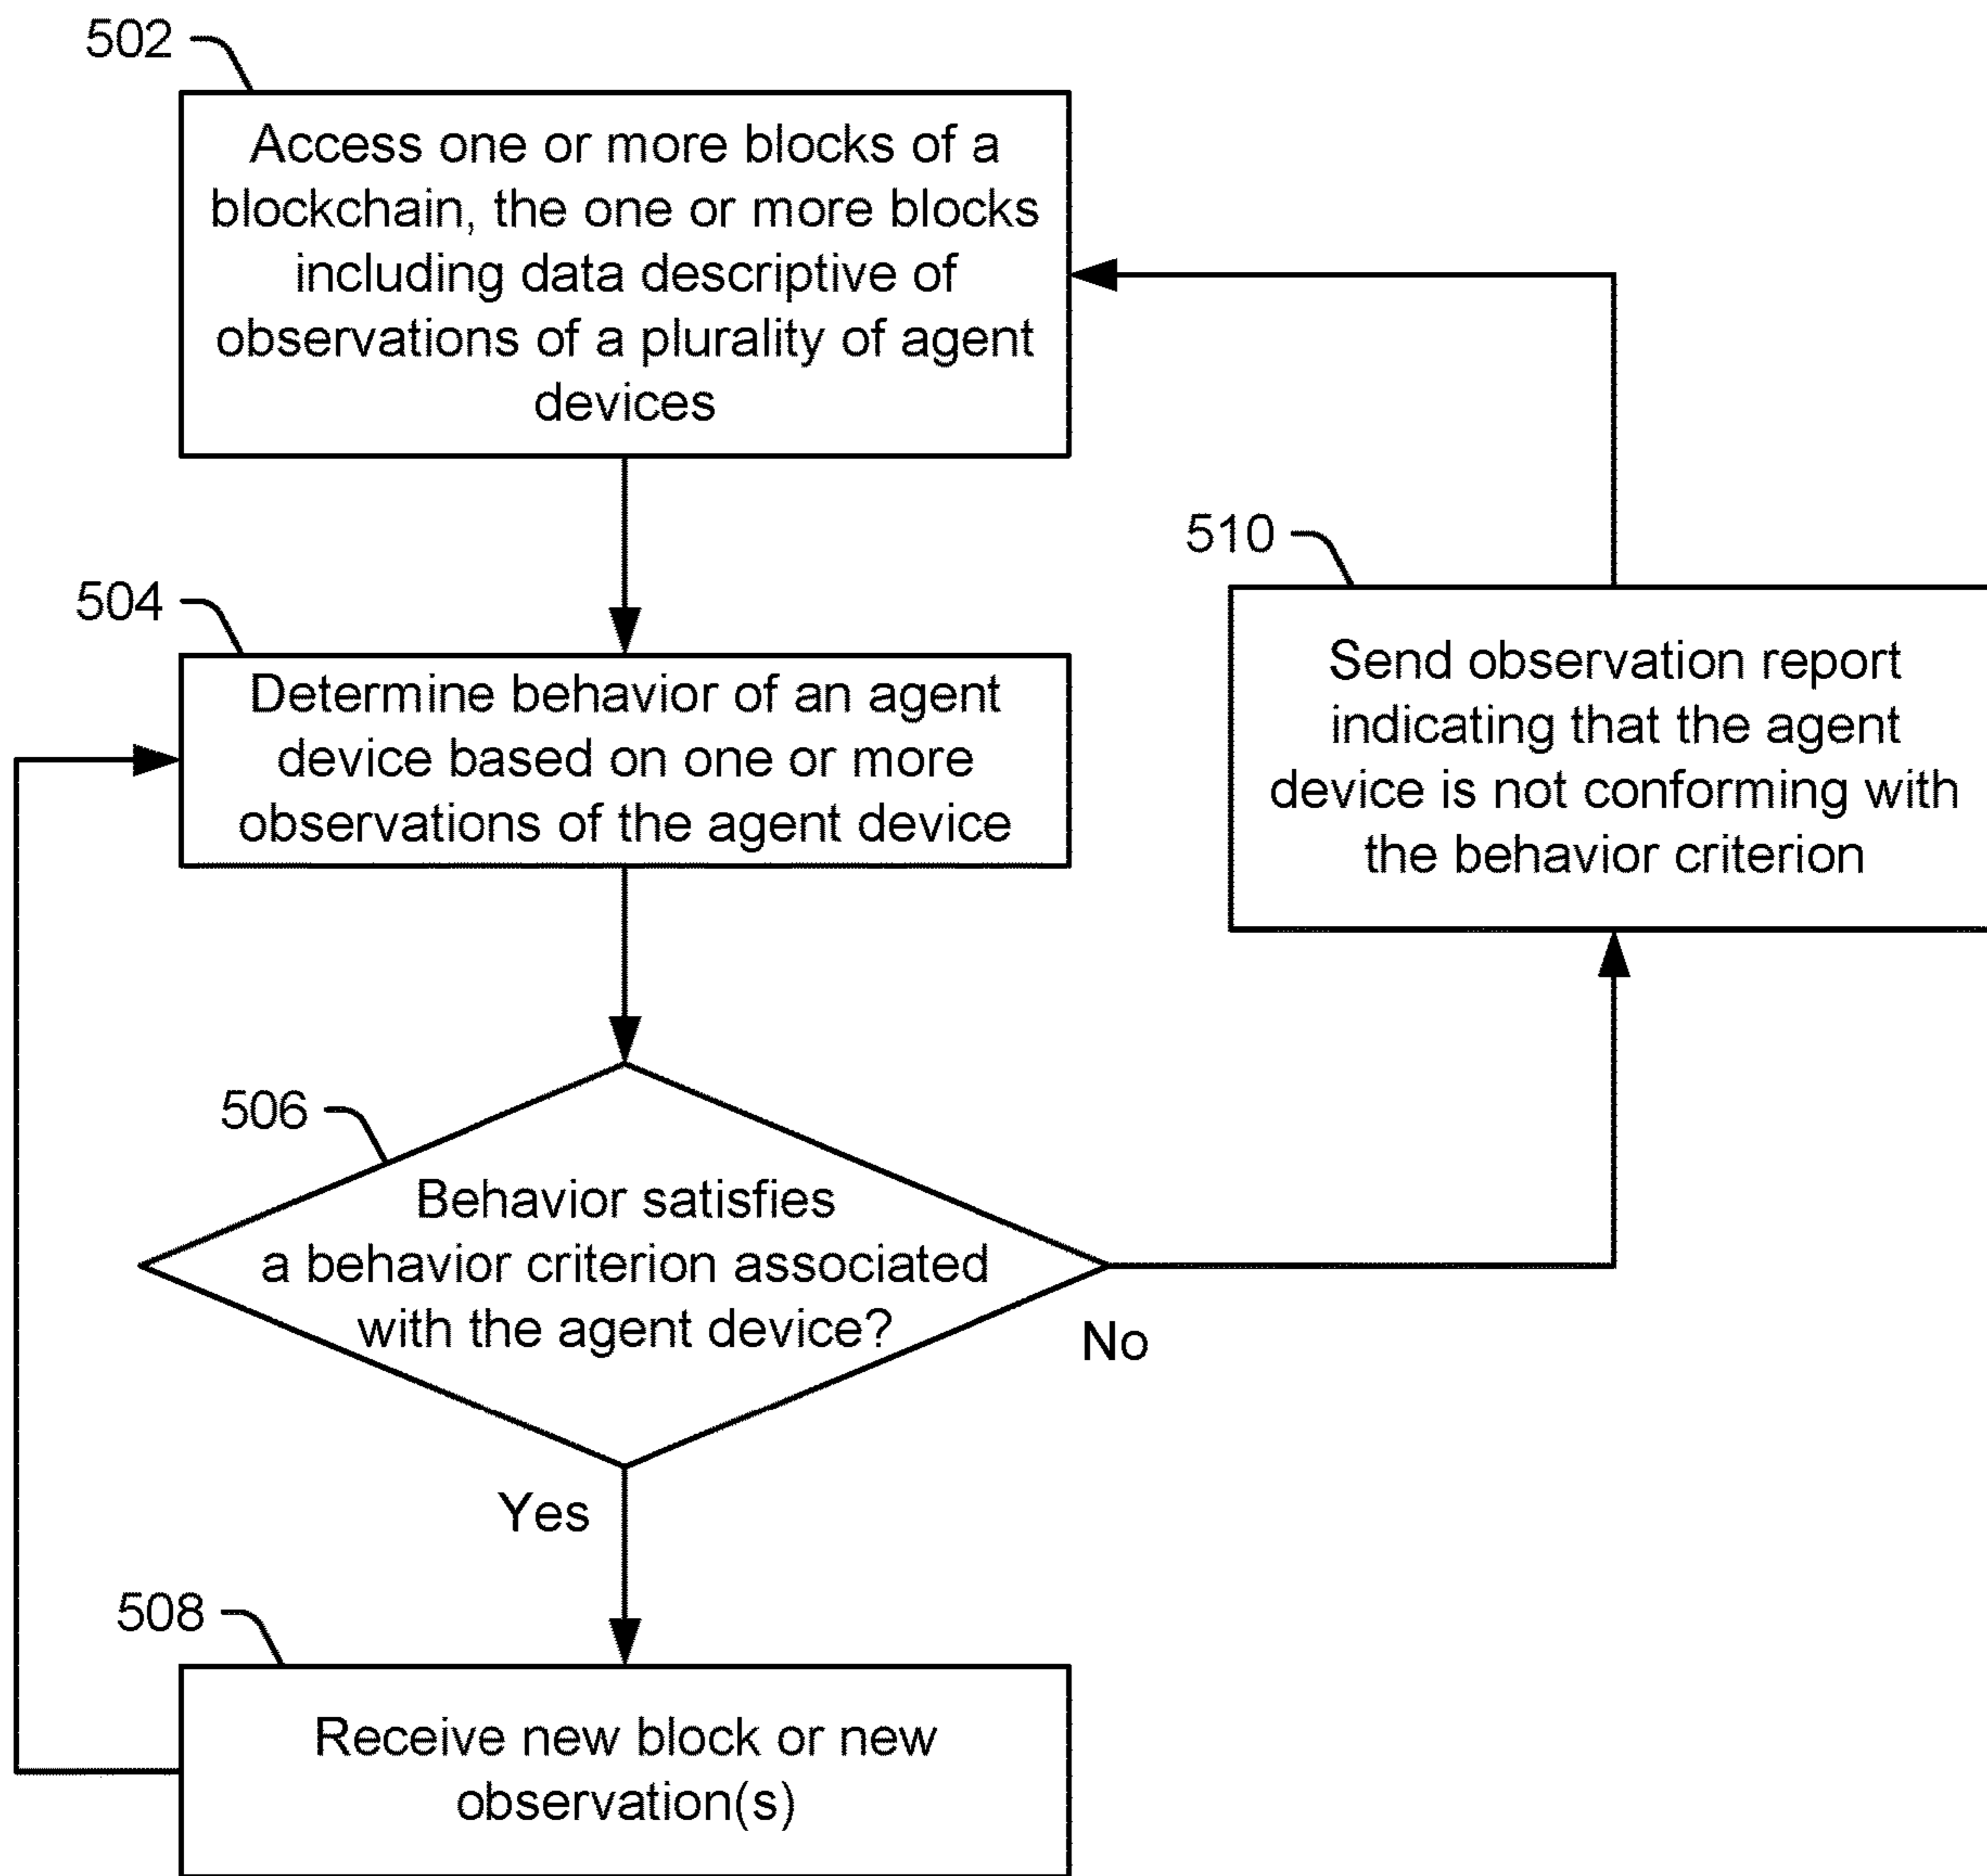 502
Access one or more blocks of a
blockchain, the one or more blocks
including data descriptive of
observations of a plurality of agent
devices
504
Determine behavior of an agent
device based on one or more
observations of the agent device
510
Send observation report
indicating that the agent
device is not conforming with
the behavior criterion
506
Behavior satisfies
a behavior criterion associated
with the agent device?
No
Yes
508
Receive new block or new
observation(s)